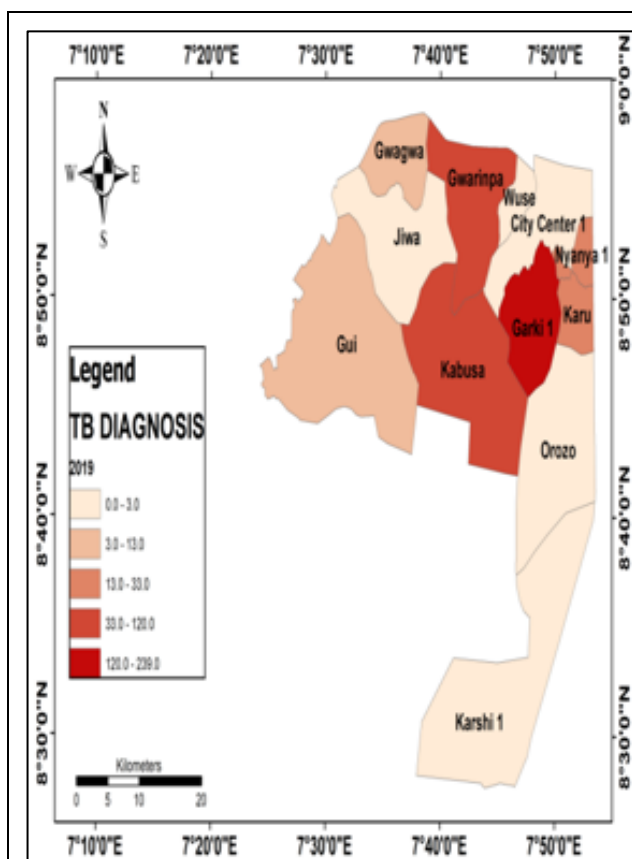 7°10'0"E 7°20'0"E 7°30'0"E 7°40'0"E 7°50'0"E
9°0'0"N
N
W E
S
Gwagwa
Gwarinpa
Wuse
City Center 1
Jiwa
Nyanya 1
8°50'0"N 8°50'0"N
Garki 1
Karu
Gui
Kabusa
Legend
TB DIAGNOSIS
2019
0.0 - 3.0
3.0 - 13.0
13.0 - 33.0
33.0 - 120.0
120.0 - 239.0
Orozo
8°40'0"N 8°40'0"N
Karshi 1
8°30'0"N 8°30'0"N
Kilometers
0 5 10 20
7°10'0"E 7°20'0"E 7°30'0"E 7°40'0"E 7°50'0"E